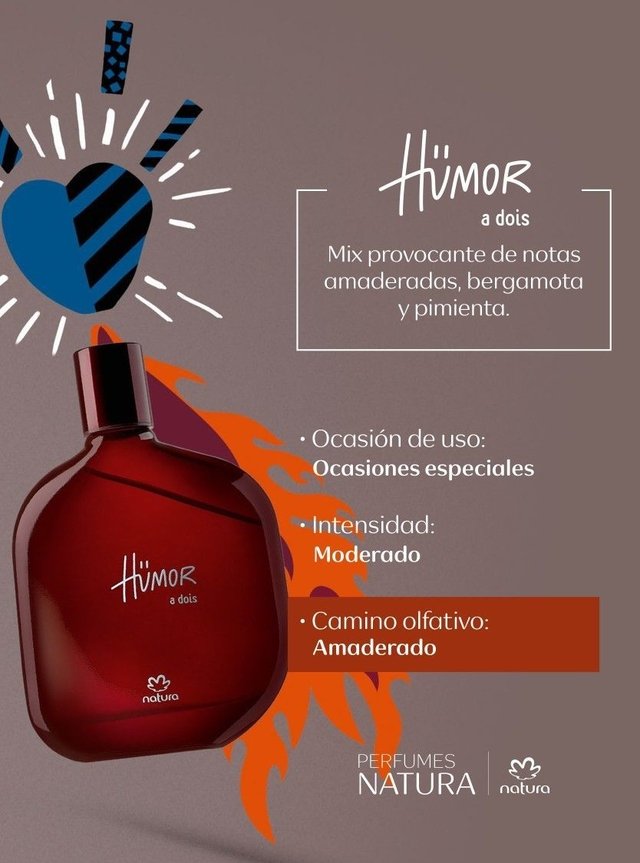 HÜMOR
a dois
Mix provocante de notas
amaderadas, bergamota
y pimienta.
• Ocasión de uso:
Ocasiones especiales
• Intensidad:
Moderado
• Camino olfativo:
Amaderado
HÜMOR
a dois
natura
PERFUMES
NATURA
natura